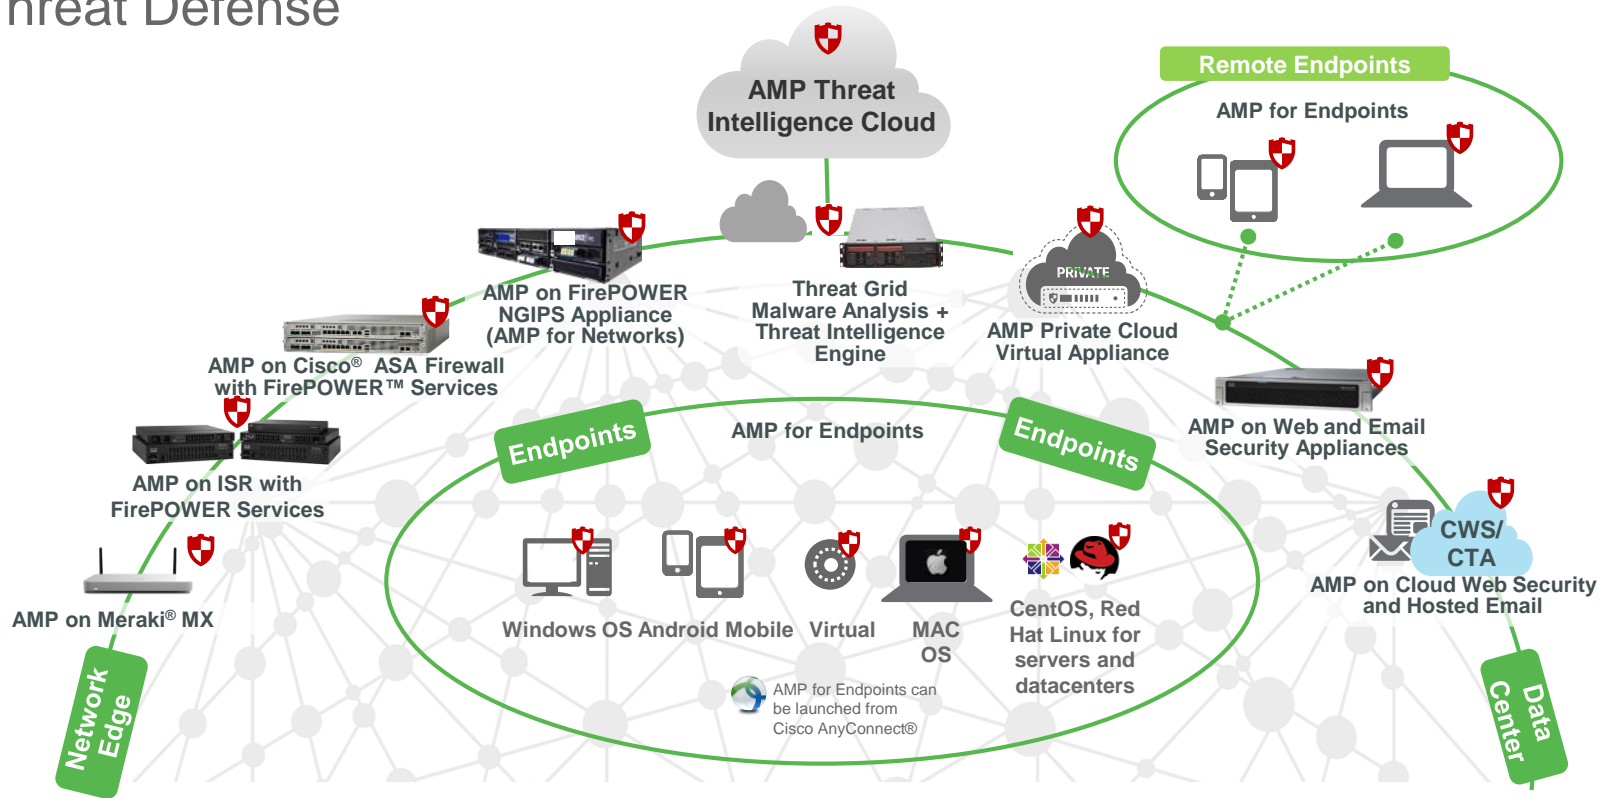 Threat Defense
AMP Threat
Intelligence Cloud
Remote Endpoints
AMP for Endpoints
AMP on FirePOWER
NGIPS Appliance
(AMP for Networks)
Threat Grid
Malware Analysis +
Threat Intelligence
Engine
PRIVATE
AMP Private Cloud
Virtual Appliance
AMP on Cisco® ASA Firewall
with FirePOWER™ Services
AMP on Web and Email
Security Appliances
Endpoints
AMP for Endpoints
Endpoints
AMP on ISR with
FirePOWER Services
CWS/
CTA
AMP on Cloud Web Security
and Hosted Email
AMP on Meraki® MX
Windows OS
Android Mobile
Virtual
MAC
OS
CentOS, Red
Hat Linux for
servers and
datacenters
AMP for Endpoints can
be launched from
Cisco AnyConnect®
Network
Edge
Data
Center